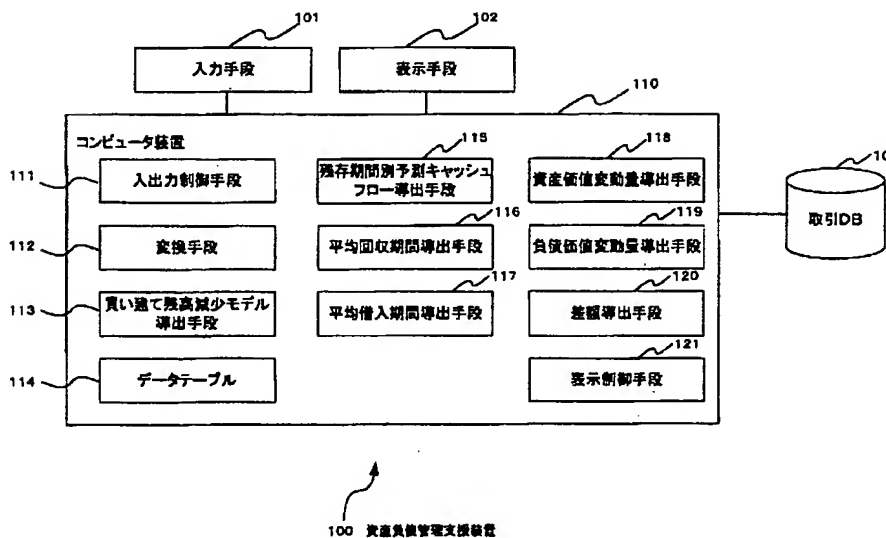 101
102
入力手段
表示手段
110
コンピュータ装置
111
入出力制御手段
115
残存期間別予測キャッシュ
フロー導出手段
118
資産価値変動量導出手段
10
取引DB
112
変換手段
116
平均回収期間導出手段
119
負債価値変動量導出手段
113
買い建て残高減少モデル
導出手段
117
平均借入期間導出手段
120
差額導出手段
114
データテーブル
121
表示制御手段
100 資産負債管理支援装置